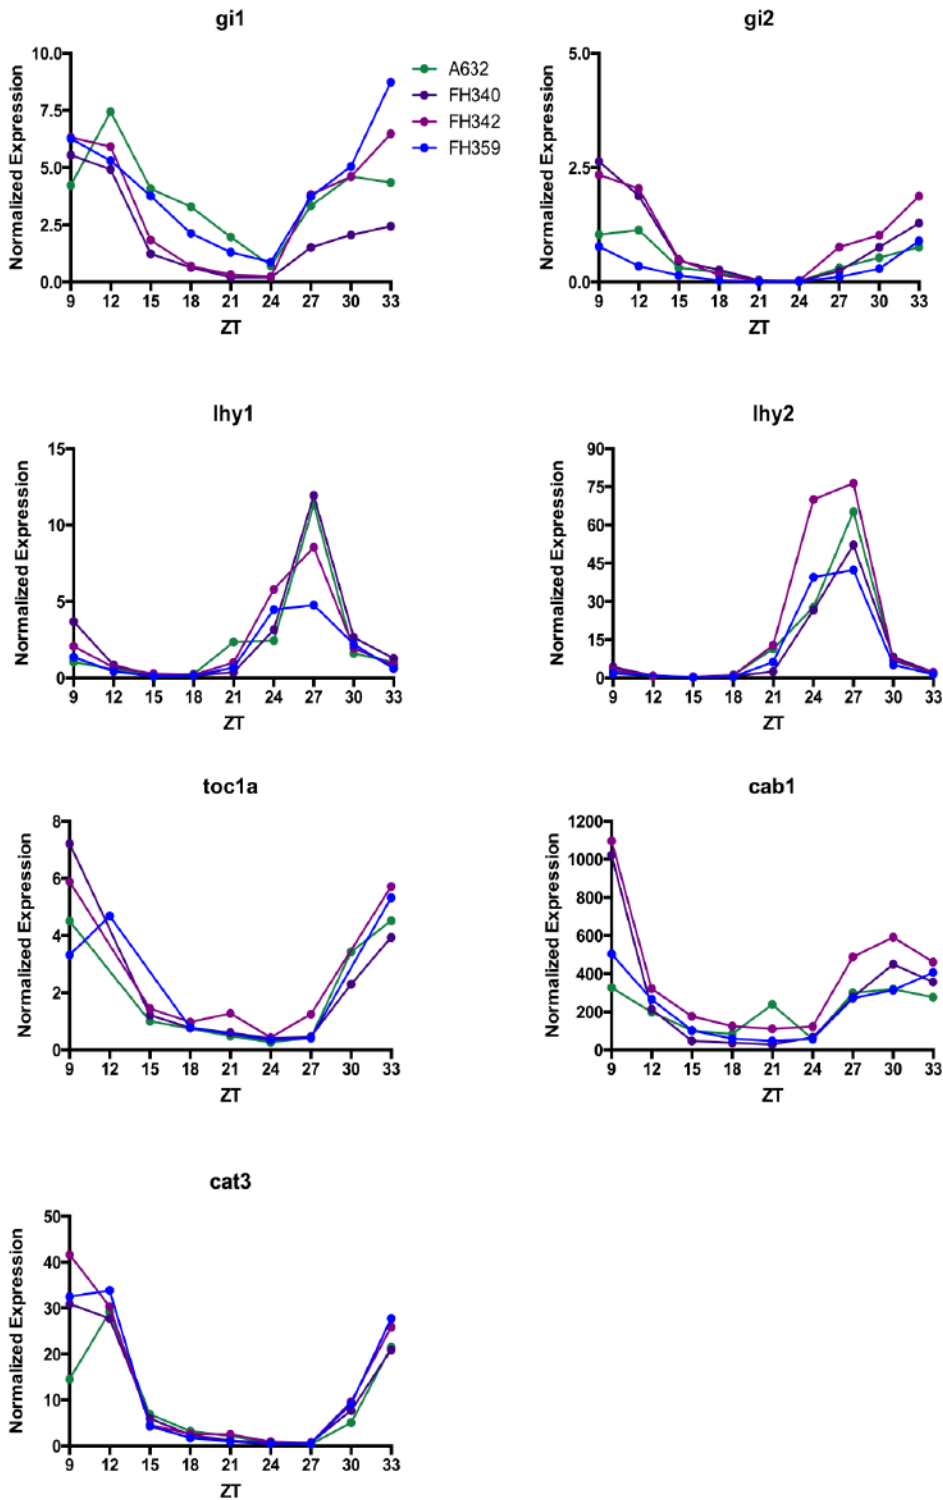 gi1
Normalized Expression
10.0
7.5
5.0
2.5
0.0
9 12 15 18 21 24 27 30 33
ZT
A632
FH340
FH342
FH359
gi2
Normalized Expression
5.0
2.5
0.0
9 12 15 18 21 24 27 30 33
ZT
lhy1
Normalized Expression
15
10
5
0
9 12 15 18 21 24 27 30 33
ZT
lhy2
Normalized Expression
90
75
60
45
30
15
0
9 12 15 18 21 24 27 30 33
ZT
toc1a
Normalized Expression
8
6
4
2
0
9 12 15 18 21 24 27 30 33
ZT
cab1
Normalized Expression
1200
1000
800
600
400
200
0
9 12 15 18 21 24 27 30 33
ZT
cat3
Normalized Expression
50
40
30
20
10
0
9 12 15 18 21 24 27 30 33
ZT